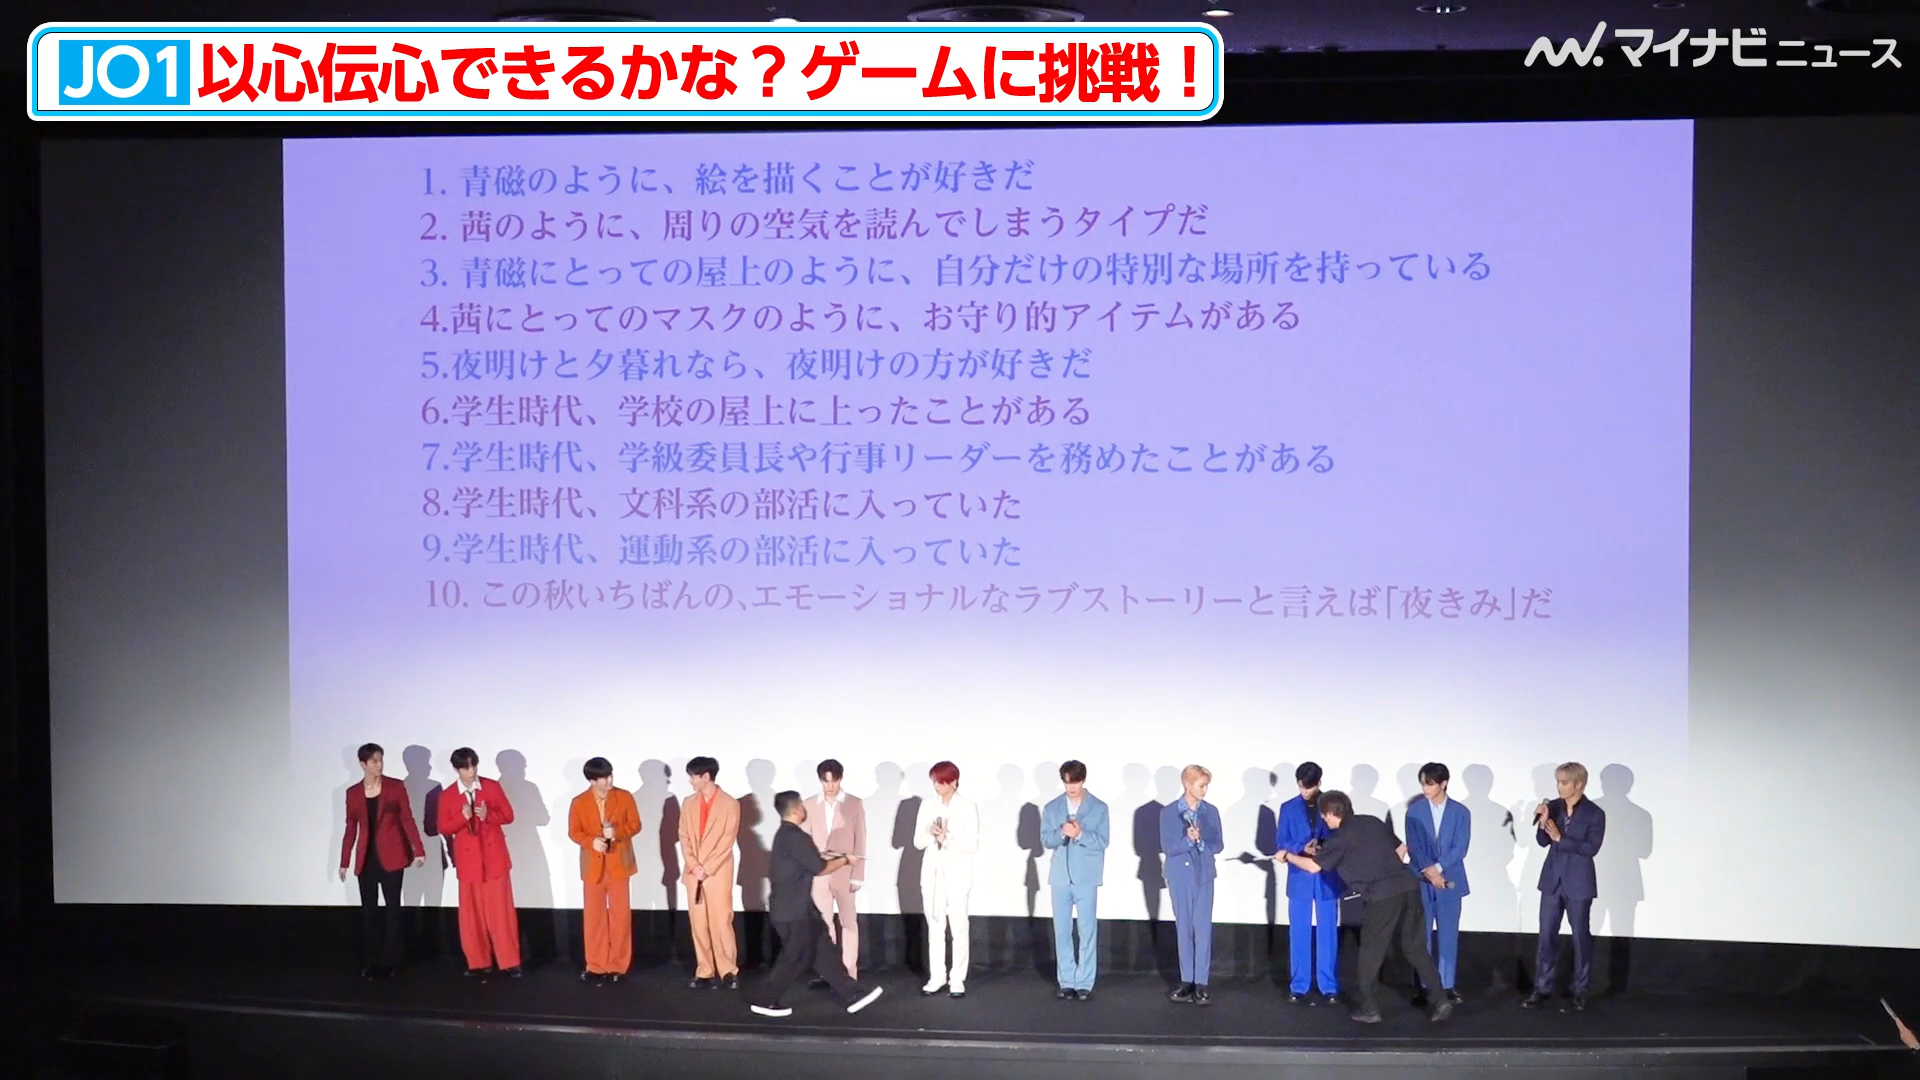 JO1以心伝心できるかな？ゲームに挑戦！
マイナビニュース
1. 青磁のように、絵を描くことが好きだ
2. 茜のように、周りの空気を読んでしまうタイプだ
3. 青磁にとっての屋上のように、自分だけの特別な場所を持っている
4.茜にとってのマスクのように、お守り的アイテムがある
5.夜明けと夕暮れなら、夜明けの方が好きだ
6.学生時代、学校の屋上に上ったことがある
7.学生時代、学級委員長や行事リーダーを務めたことがある
8.学生時代、文科系の部活に入っていた
9.学生時代、運動系の部活に入っていた
10. この秋いちばんの、エモーショナルなラブストーリーと言えば「夜きみ」だ